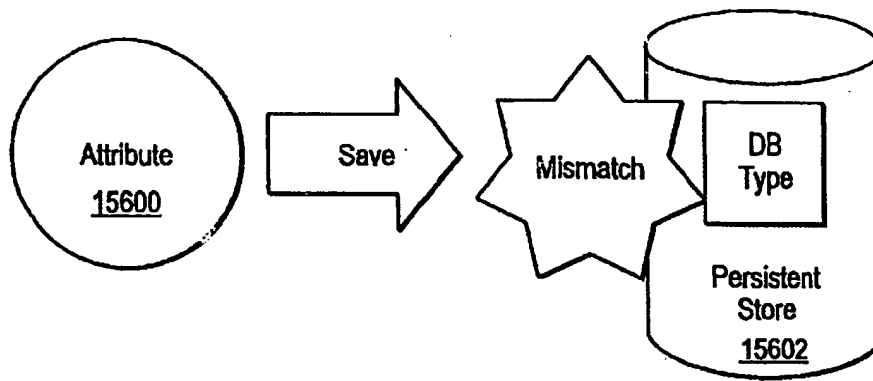 Attribute
15600
Save
Mismatch
DB
Type
Persistent
Store
15602